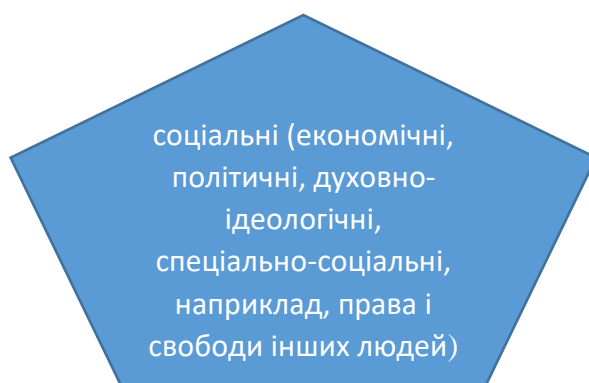 соціальні (економічні,
політичні, духовно-
ідеологічні,
спеціально-соціальні,
наприклад, права і
свободи інших людей)